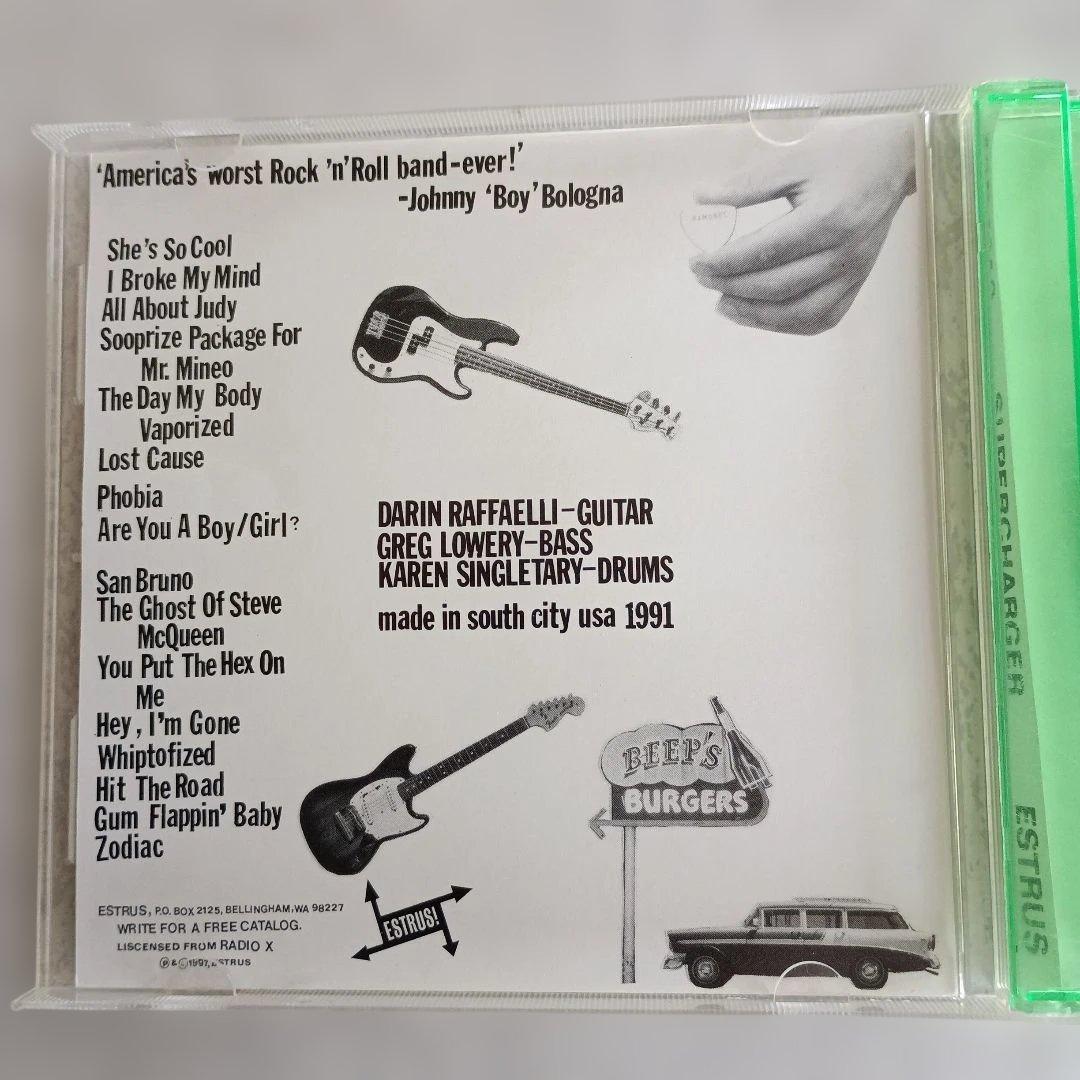 'America's worst Rock 'n' Roll band-ever!'
-Johnny 'Boy' Bologna
She's So Cool
I Broke My Mind
All About Judy
Sooprize Package For
Mr. Mineo
The Day My Body
Vaporized
Lost Cause
Phobia
Are You A Boy/Girl?
San Bruno
The Ghost Of Steve
McQueen
You Put The Hex On
Me
Hey, I'm Gone
Whiptofized
Hit The Road
Gum Flappin' Baby
Zodiac
RAMONES
DARIN RAFFAELLI-GUITAR
GREG LOWERY-BASS
KAREN SINGLETARY-DRUMS
made in south city usa 1991
BEEP'S
BURGERS
ESTRUS, P.O. BOX 2125, BELLINGHAM, WA 98227
WRITE FOR A FREE CATALOG.
LISCENSED FROM RADIO X
℗ & © 1997, ESTRUS
ESTRUS!
SUPERCHARGER
ESTRUS